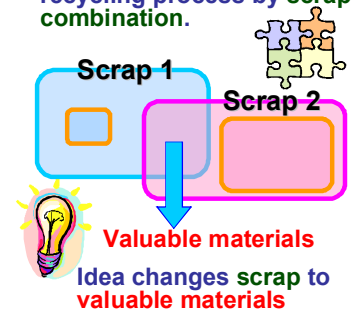 recycling process by scrap
combination.
Scrap 1
Scrap 2
Valuable materials
Idea changes scrap to
valuable materials